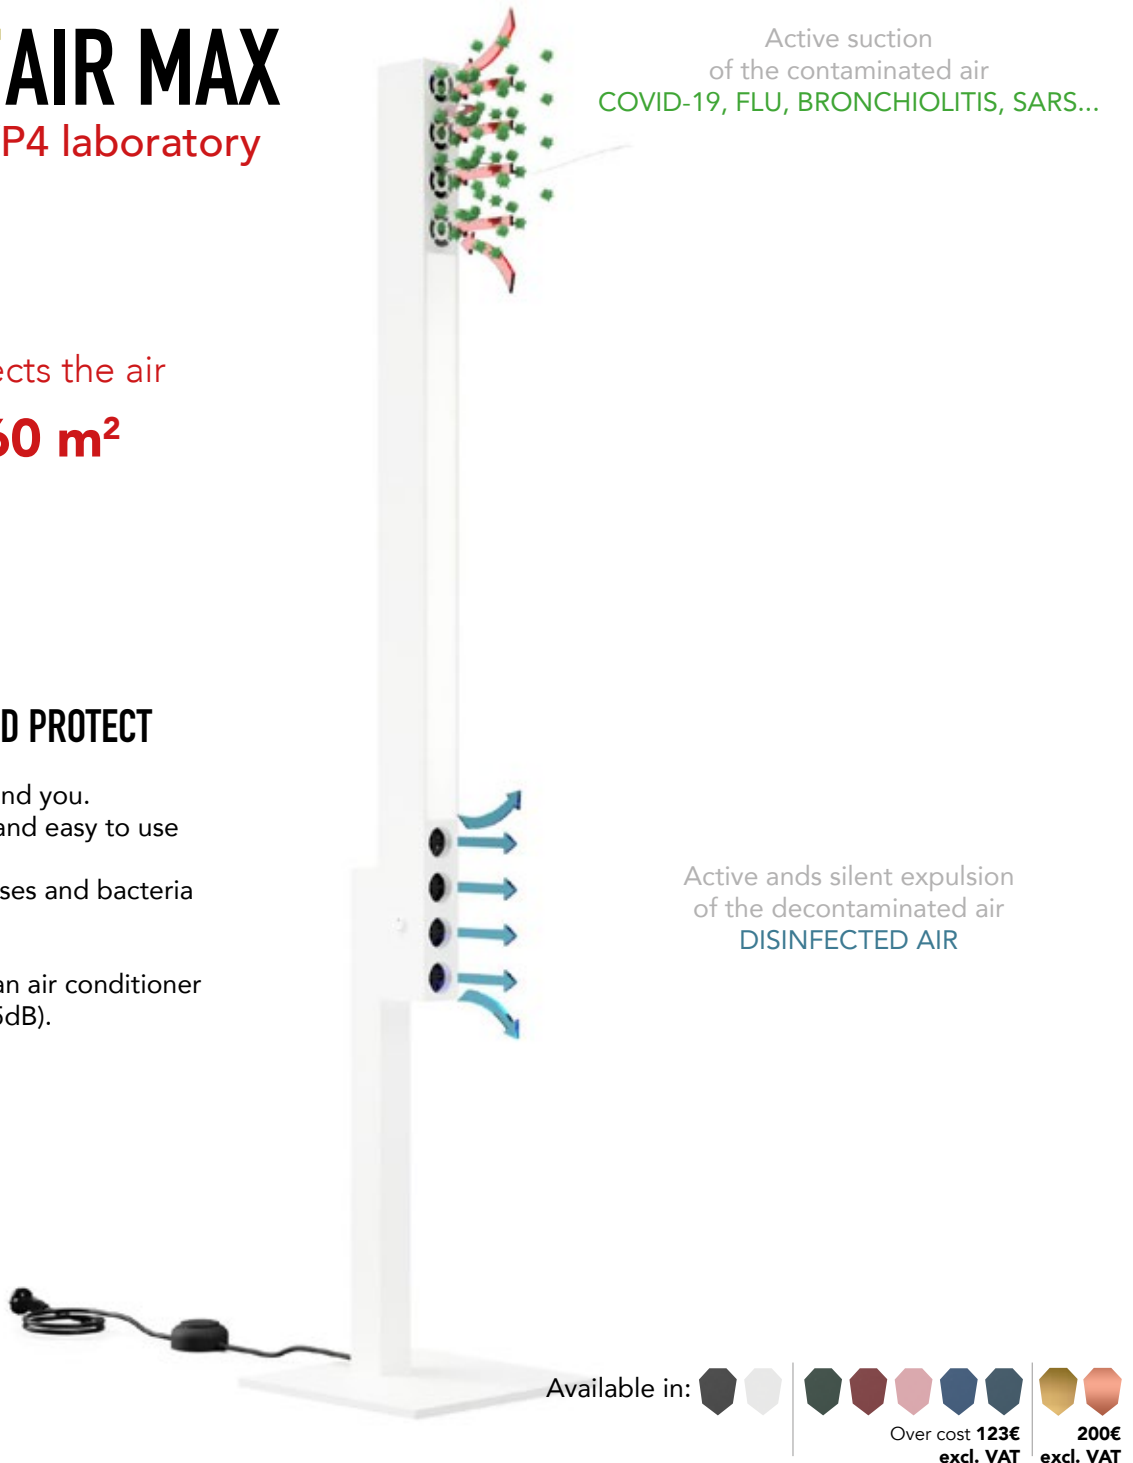 AIR MAX
P4 laboratory
Active suction
of the contaminated air
COVID-19, FLU, BRONCHIOLITIS, SARS...
ects the air
60 m²
D PROTECT
nd you.
and easy to use
ses and bacteria
an air conditioner
5dB).
Active ands silent expulsion
of the decontaminated air
DISINFECTED AIR
Available in:
Over cost 123€
excl. VAT
200€
excl. VAT